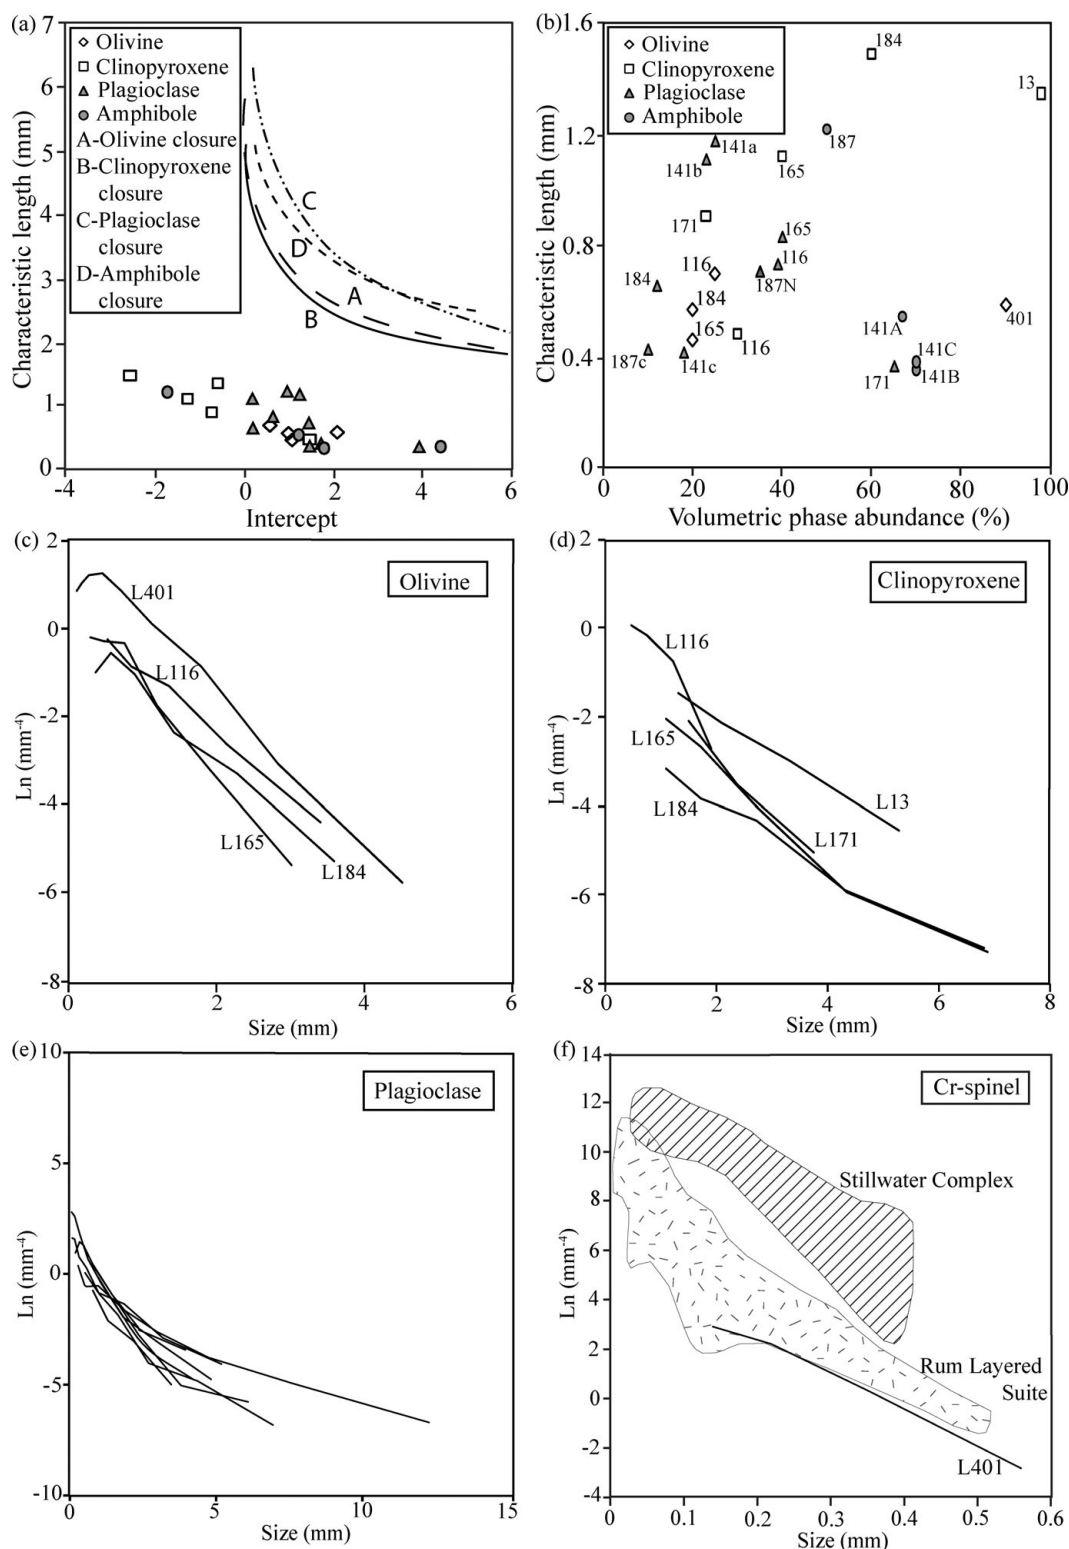 (a)
7
6
5
4
3
2
1
0
-4
-2
0
2
4
6
Characteristic length (mm)
Intercept
Olivine
Clinopyroxene
Plagioclase
Amphibole
A-Olivine closure
B-Clinopyroxene
closure
C-Plagioclase
closure
D-Amphibole
closure
C
D
A
B
(b)
1.6
1.2
0.8
0.4
0
0
20
40
60
80
100
Characteristic length (mm)
Volumetric phase abundance (%)
Olivine
Clinopyroxene
Plagioclase
Amphibole
184
13
187
141a
141b
165
171
165
116
116
187N
184
184
401
165
116
141A
187c
141c
141C
171
141B
(c)
2
0
-2
-4
-6
-8
0
2
4
6
Ln (mm-4)
Size (mm)
Olivine
L401
L116
L165
L184
(d)
2
0
-2
-4
-6
-8
0
2
4
6
8
Ln (mm-4)
Size (mm)
Clinopyroxene
L116
L165
L184
L13
L171
(e)
10
5
0
-5
-10
0
5
10
15
Ln (mm-4)
Size (mm)
Plagioclase
(f)
14
12
10
8
6
4
2
0
-2
-4
0
0.1
0.2
0.3
0.4
0.5
0.6
Ln (mm-4)
Size (mm)
Cr-spinel
Stillwater Complex
Rum Layered
Suite
L401